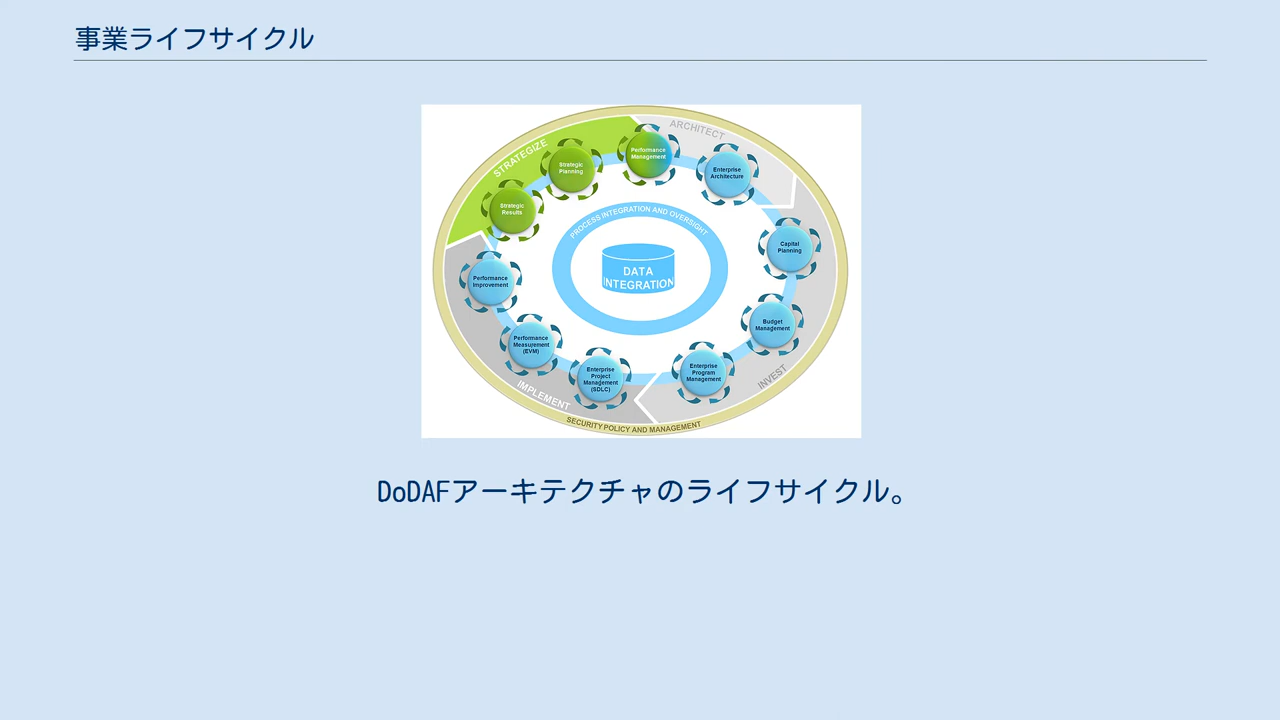 事業ライフサイクル
STRATEGIZE
ARCHITECT
Strategic
Planning
Performance
Management
Enterprise
Architecture
Strategic
Results
PROCESS INTEGRATION AND OVERSIGHT
Capital
Planning
DATA
INTEGRATION
Performance
Improvement
Budget
Management
Performance
Measurement
(EVM)
Enterprise
Project
Management
(SDLC)
Enterprise
Program
Management
IMPLEMENT
INVEST
SECURITY POLICY AND MANAGEMENT
DoDAFアーキテクチャのライフサイクル。